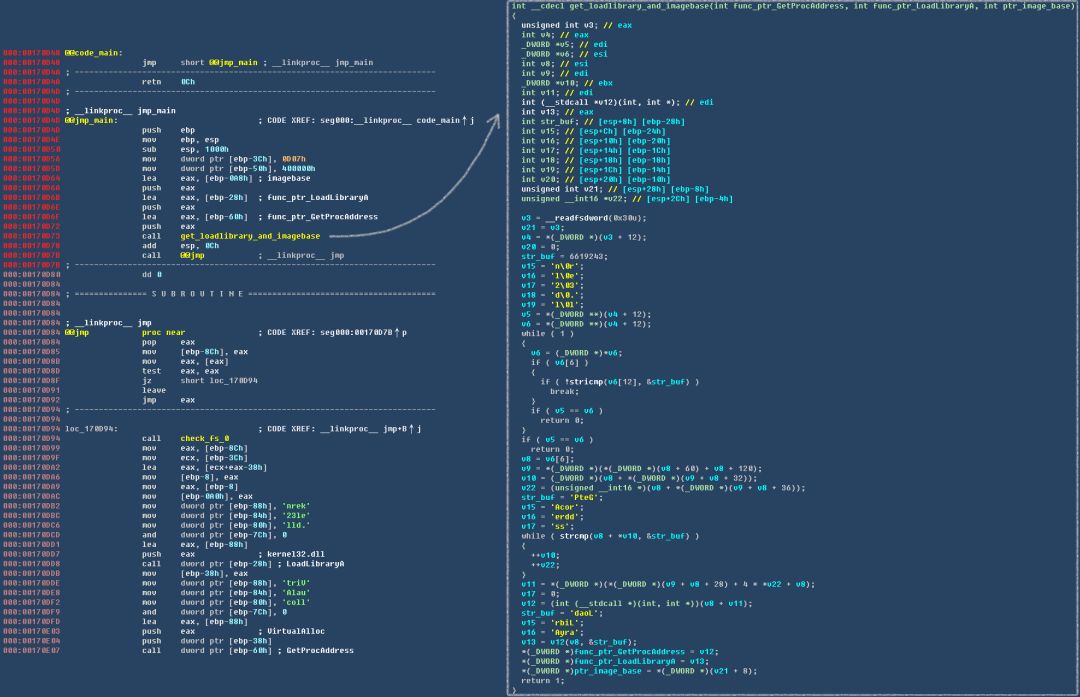 000:00170D48 @@code_main:
000:00170D48 jmp short @@jmp_main ; __linkproc__ jmp_main
000:00170D4A ; ---------------------------------------------------------------------------
000:00170D4A retn 0Ch
000:00170D4D ; ---------------------------------------------------------------------------
000:00170D4D
000:00170D4D ; __linkproc__ jmp_main
000:00170D4D @@jmp_main: ; CODE XREF: seg000:__linkproc__ code_main↑j
000:00170D4D push ebp
000:00170D4E mov ebp, esp
000:00170D50 sub esp, 1000h
000:00170D56 mov dword ptr [ebp-3Ch], 0D07h
000:00170D5D mov dword ptr [ebp-50h], 400000h
000:00170D64 lea eax, [ebp-0A8h] ; imagebase
000:00170D6A push eax
000:00170D6B lea eax, [ebp-28h] ; func_ptr_LoadLibraryA
000:00170D6E push eax
000:00170D6F lea eax, [ebp-60h] ; func_ptr_GetProcAddress
000:00170D72 push eax
000:00170D73 call get_loadlibrary_and_imagebase
000:00170D78 add esp, 0Ch
000:00170D7B call @@jmp ; __linkproc__ jmp
000:00170D7B ; ---------------------------------------------------------------------------
000:00170D80 dd 0
000:00170D84
000:00170D84 ; =============== S U B R O U T I N E =======================================
000:00170D84
000:00170D84
000:00170D84 ; __linkproc__ jmp
000:00170D84 @@jmp proc near ; CODE XREF: seg000:00170D7B↑p
000:00170D84 pop eax
000:00170D85 mov [ebp-8Ch], eax
000:00170D8B mov eax, [eax]
000:00170D8D test eax, eax
000:00170D8F jz short loc_170D94
000:00170D91 leave
000:00170D92 jmp eax
000:00170D94 ; ---------------------------------------------------------------------------
000:00170D94
000:00170D94 loc_170D94: ; CODE XREF: __linkproc__ jmp+B↑j
000:00170D94 call check_fs_0
000:00170D99 mov eax, [ebp-8Ch]
000:00170D9F mov ecx, [ebp-3Ch]
000:00170DA2 lea eax, [ecx+eax-38h]
000:00170DA6 mov [ebp-8], eax
000:00170DA9 mov eax, [ebp-8]
000:00170DAC mov [ebp-0A0h], eax
000:00170DB2 mov dword ptr [ebp-88h], 'nrek'
000:00170DBC mov dword ptr [ebp-84h], '23le'
000:00170DC6 mov dword ptr [ebp-80h], 'lld.'
000:00170DCD and dword ptr [ebp-7Ch], 0
000:00170DD1 lea eax, [ebp-88h]
000:00170DD7 push eax ; kernel32.dll
000:00170DD8 call dword ptr [ebp-28h] ; LoadLibraryA
000:00170DDB mov [ebp-38h], eax
000:00170DDE mov dword ptr [ebp-88h], 'triV'
000:00170DE8 mov dword ptr [ebp-84h], 'Alau'
000:00170DF2 mov dword ptr [ebp-80h], 'coll'
000:00170DF9 and dword ptr [ebp-7Ch], 0
000:00170DFD lea eax, [ebp-88h]
000:00170E03 push eax ; VirtualAlloc
000:00170E04 push dword ptr [ebp-38h]
000:00170E07 call dword ptr [ebp-60h] ; GetProcAddress
int __cdecl get_loadlibrary_and_imagebase(int func_ptr_GetProcAddress, int func_ptr_LoadLibraryA, int ptr_image_base)
{
unsigned int v3; // eax
int v4; // eax
_DWORD *v5; // edi
_DWORD *v6; // esi
int v8; // esi
int v9; // edi
_DWORD *v10; // ebx
int v11; // edi
int (__stdcall *v12)(int, int *); // edi
int v13; // eax
int str_buf; // [esp+8h] [ebp-28h]
int v15; // [esp+Ch] [ebp-24h]
int v16; // [esp+10h] [ebp-20h]
int v17; // [esp+14h] [ebp-1Ch]
int v18; // [esp+18h] [ebp-18h]
int v19; // [esp+1Ch] [ebp-14h]
int v20; // [esp+20h] [ebp-10h]
unsigned int v21; // [esp+28h] [ebp-8h]
unsigned __int16 *v22; // [esp+2Ch] [ebp-4h]
v3 = __readfsdword(0x30u);
v21 = v3;
v4 = *(_DWORD *)(v3 + 12);
v20 = 0;
str_buf = 6619243;
v15 = 'n\0r';
v16 = 'l\0e';
v17 = '2\03';
v18 = 'd\0.';
v19 = 'l\0l';
v5 = *(_DWORD **)(v4 + 12);
v6 = *(_DWORD **)(v4 + 12);
while ( 1 )
{
v6 = (_DWORD *)*v6;
if ( v6[6] )
{
if ( !stricmp(v6[12], &str_buf) )
break;
}
if ( v5 == v6 )
return 0;
}
if ( v5 == v6 )
return 0;
v8 = v6[6];
v9 = *(_DWORD *)(*(_DWORD *)(v8 + 60) + v8 + 120);
v10 = (_DWORD *)(v8 + *(_DWORD *)(v9 + v8 + 32));
v22 = (unsigned __int16 *)(v8 + *(_DWORD *)(v9 + v8 + 36));
str_buf = 'PteG';
v15 = 'Acor';
v16 = 'erdd';
v17 = 'ss';
while ( strcmp(v8 + *v10, &str_buf) )
{
++v10;
++v22;
}
v11 = *(_DWORD *)(*(_DWORD *)(v9 + v8 + 28) + 4 * *v22 + v8);
v17 = 0;
v12 = (int (__stdcall *)(int, int *))(v8 + v11);
str_buf = 'daoL';
v15 = 'rbiL';
v16 = 'Ayra';
v13 = v12(v8, &str_buf);
*(_DWORD *)func_ptr_GetProcAddress = v12;
*(_DWORD *)func_ptr_LoadLibraryA = v13;
*(_DWORD *)ptr_image_base = *(_DWORD *)(v21 + 8);
return 1;
}